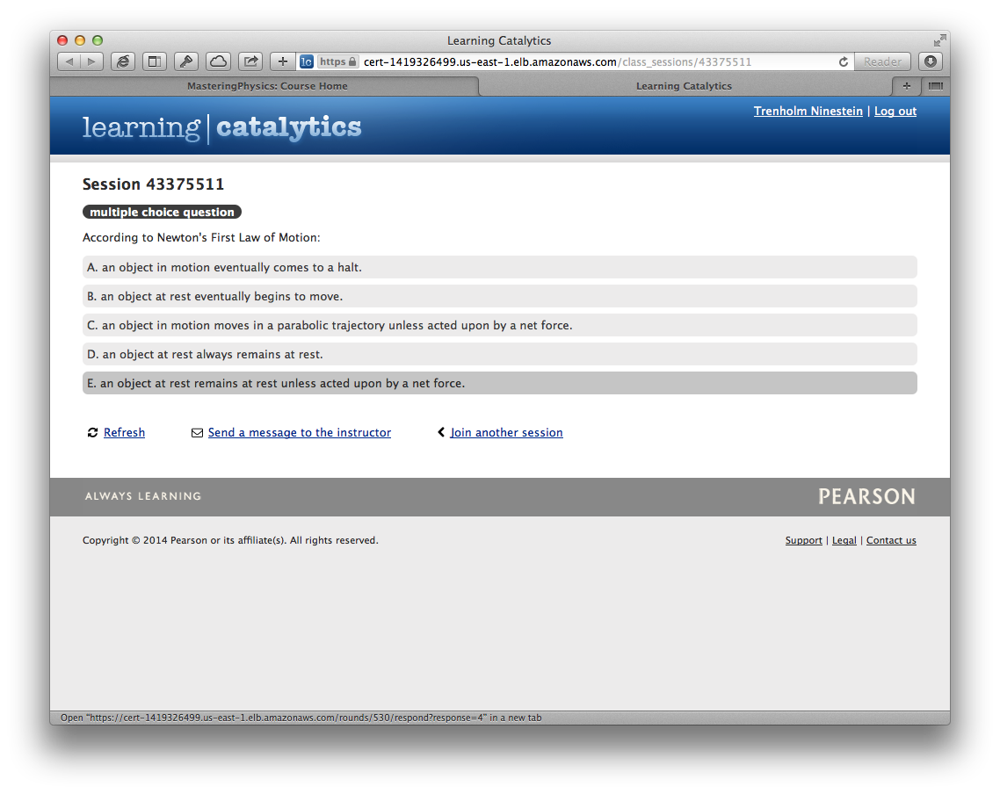 Learning Catalytics
lc https cert-1419326499.us-east-1.elb.amazonaws.com/class_sessions/43375511 Reader
MasteringPhysics: Course Home Learning Catalytics
learning | catalytics Trenholm Ninestein | Log out
Session 43375511
multiple choice question
According to Newton's First Law of Motion:
A. an object in motion eventually comes to a halt.
B. an object at rest eventually begins to move.
C. an object in motion moves in a parabolic trajectory unless acted upon by a net force.
D. an object at rest always remains at rest.
E. an object at rest remains at rest unless acted upon by a net force.
Refresh Send a message to the instructor Join another session
ALWAYS LEARNING PEARSON
Copyright © 2014 Pearson or its affiliate(s). All rights reserved. Support | Legal | Contact us
Open "https://cert-1419326499.us-east-1.elb.amazonaws.com/rounds/530/respond?response=4" in a new tab